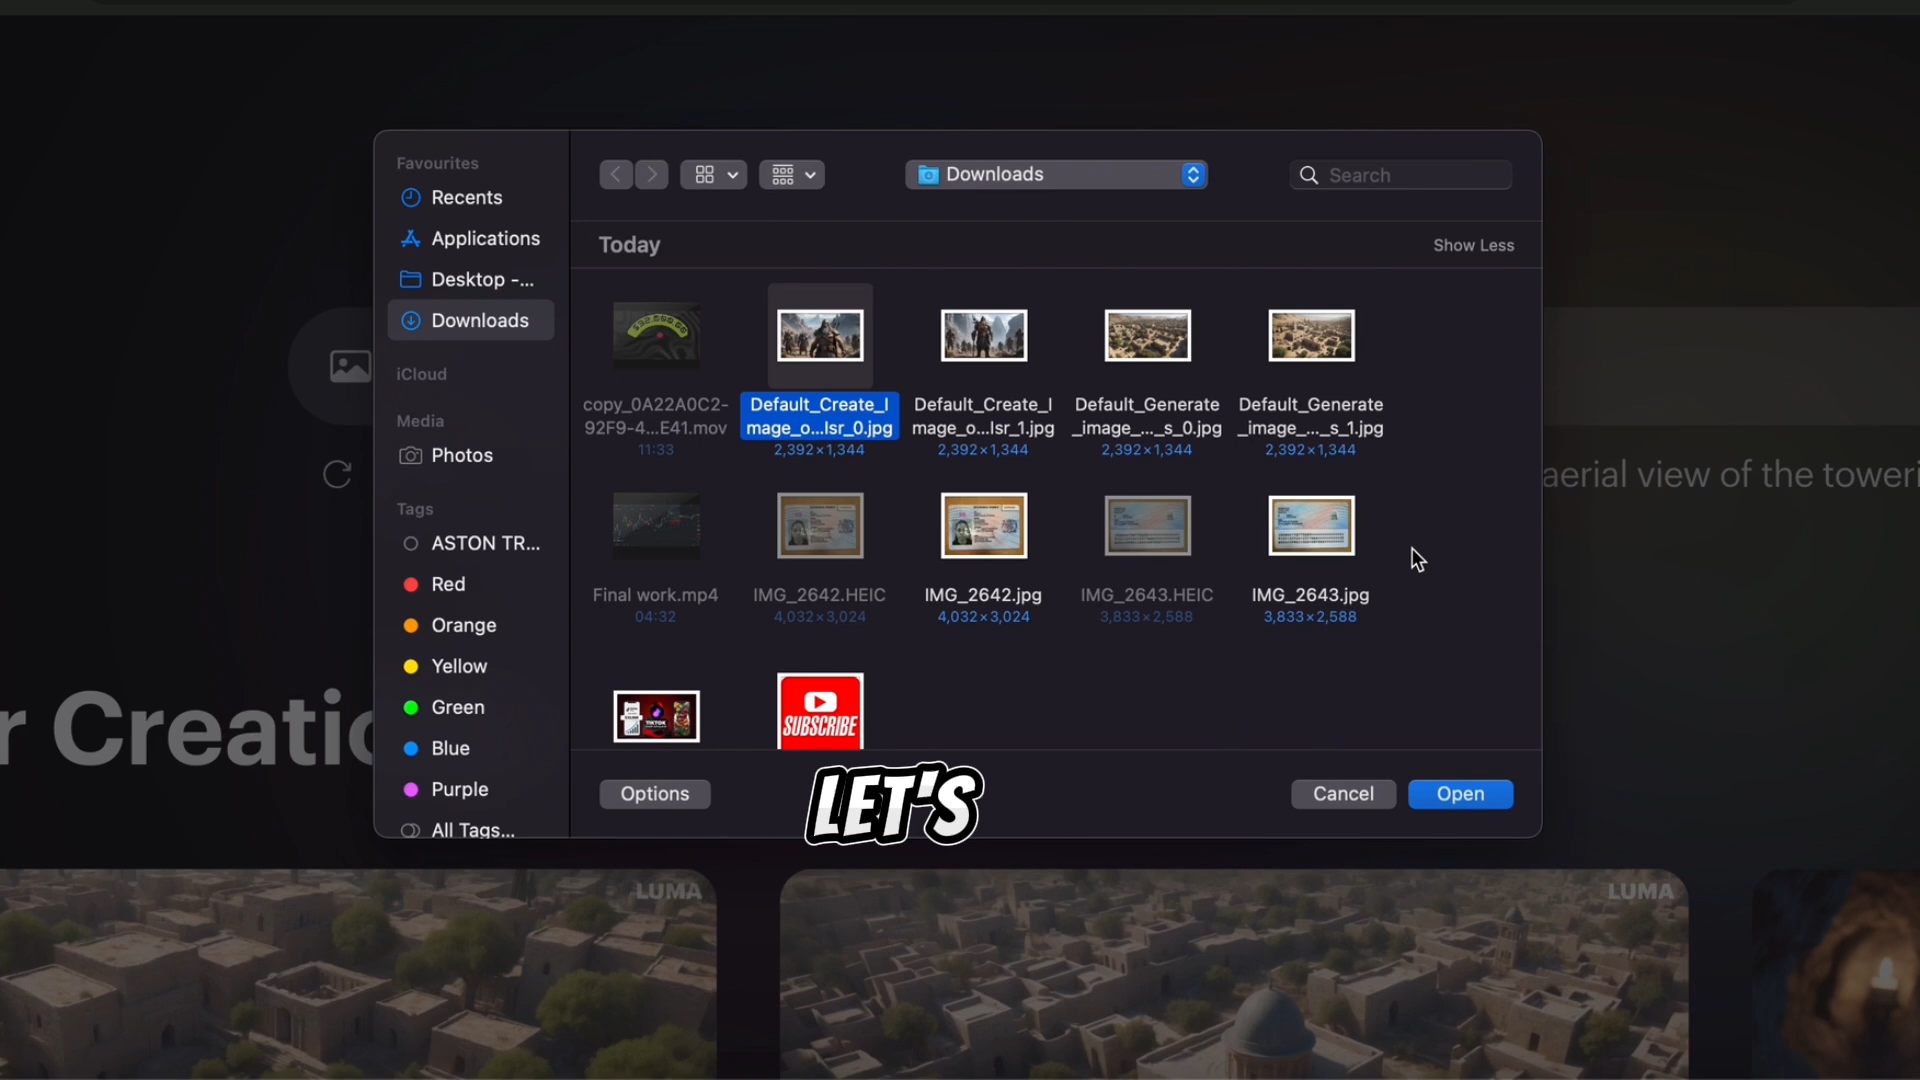 Favourites
Recents
Applications
Desktop -...
Downloads
iCloud
Media
Photos
Tags
ASTON TR...
Red
Orange
Yellow
Green
Blue
Purple
All Tags...
Downloads
Search
Today
Show Less
copy_0A22A0C2-
92F9-4...E41.mov
11:33
Default_Create_I
mage_o...lsr_0.jpg
2,392×1,344
Default_Create_I
mage_o...lsr_1.jpg
2,392×1,344
Default_Generate
_image_..._s_0.jpg
2,392×1,344
Default_Generate
_image_..._s_1.jpg
2,392×1,344
Final work.mp4
04:32
IMG_2642.HEIC
4,032×3,024
IMG_2642.jpg
4,032×3,024
IMG_2643.HEIC
3,833×2,588
IMG_2643.jpg
3,833×2,588
TIKTOK
SUBSCRIBE
Options
LET'S
Cancel
Open
aerial view of the toweri
r Creatio
LUMA
LUMA